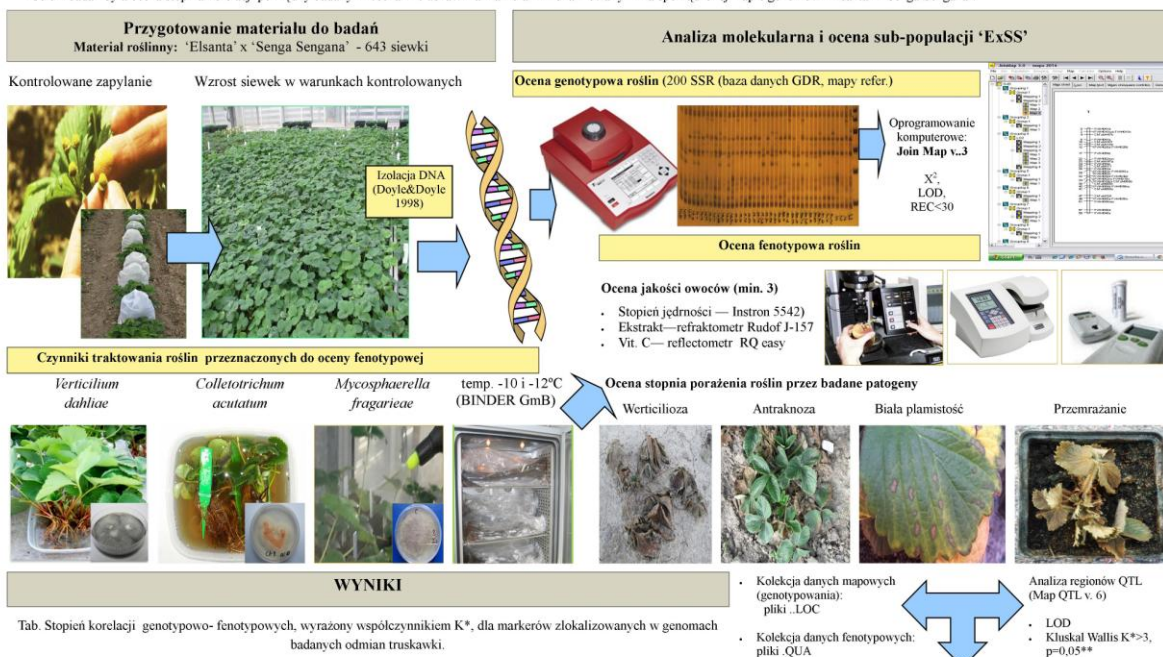 Przygotowanie materiału do badań
Materiał roślinny: ‘Elsanta’ x ‘Senga Sengana’ - 643 siewki
Kontrolowane zapylanie
Wzrost siewek w warunkach kontrolowanych
Izolacja DNA
(Doyle&Doyle
1998)
Analiza molekularna i ocena sub-populacji ‘ExSS’
Ocena genotypowa roślin (200 SSR (baza danych GDR, mapy refer.)
Oprogramowanie
komputerowe:
Join Map v..3
X²,
LOD,
REC<30
Ocena fenotypowa roślin
Ocena jakości owoców (min. 3)
• Stopień jędrności — Instron 5542)
• Ekstrakt—refraktometr Rudof J-157
• Vit. C— reflectometr RQ easy
Czynniki traktowania roślin przeznaczonych do oceny fenotypowej
Verticilium
dahliae
Colletotrichum
acutatum
Mycosphaerella
fragarieae
temp. -10 i -12ºC
(BINDER GmB)
Ocena stopnia porażenia roślin przez badane patogeny
Werticilioza
Antraknoza
Biała plamistość
Przemrażanie
WYNIKI
Tab. Stopień korelacji genotypowo- fenotypowych, wyrażony współczynnikiem K*, dla markerów zlokalizowanych w genomach
badanych odmian truskawki.
• Kolekcja danych mapowych
(genotypowania):
pliki ..LOC
• Kolekcja danych fenotypowych:
pliki .QUA
Analiza regionów QTL
(Map QTL v. 6)
• LOD
• Kluskal Wallis K*>3,
p=0,05**